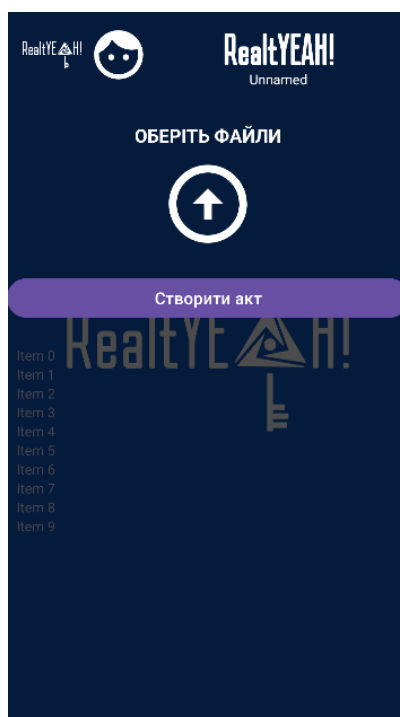 RealtYEAH!
RealtYEAH!
Unnamed
ОБЕРІТЬ ФАЙЛИ
Створити акт
RealtYEAH!
Item 0
Item 1
Item 2
Item 3
Item 4
Item 5
Item 6
Item 7
Item 8
Item 9